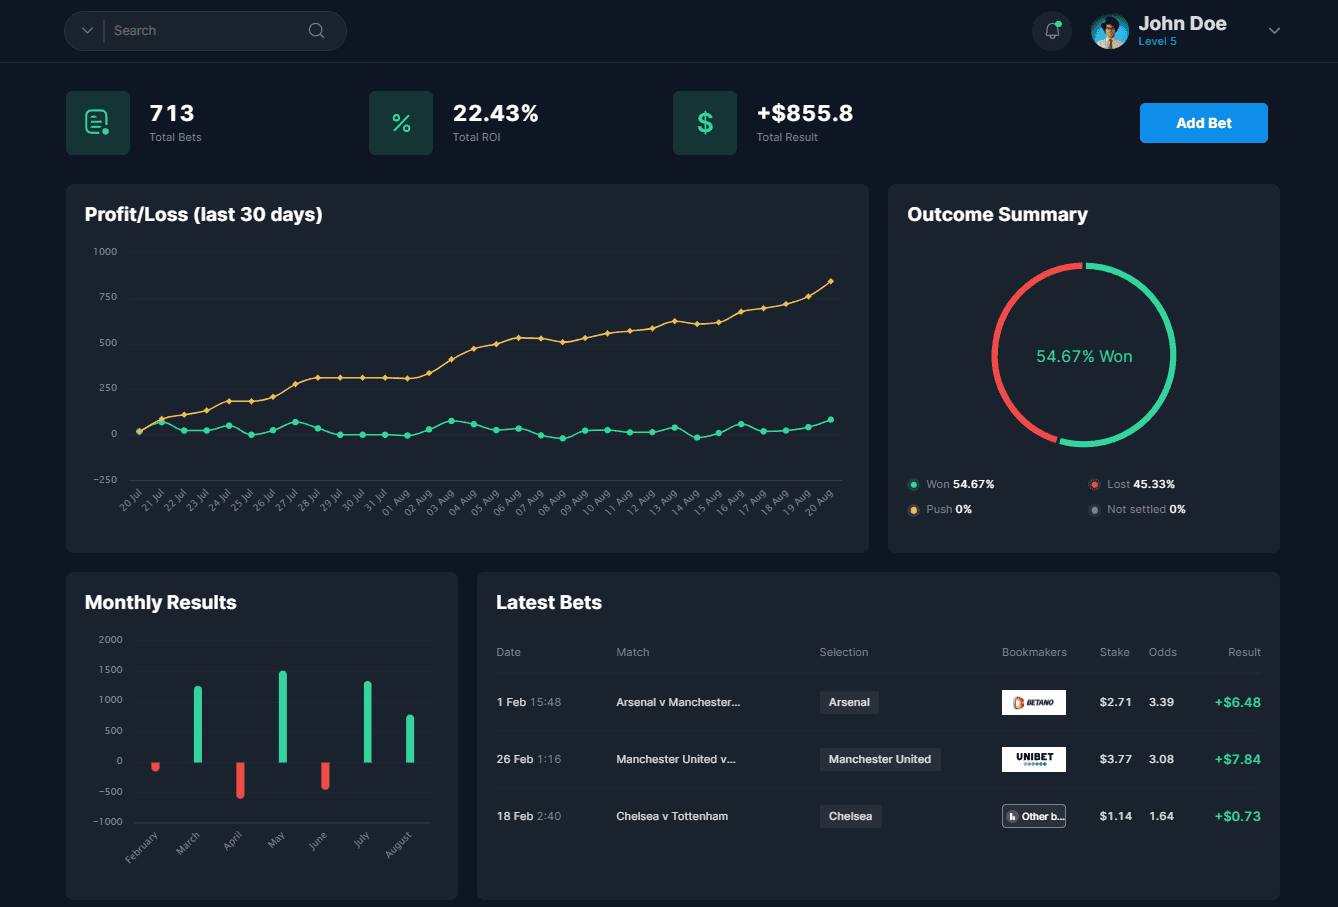 Search
John Doe
Level 5
713
Total Bets
%
22.43%
Total ROI
$
+$855.8
Total Result
Add Bet
Profit/Loss (last 30 days)
1000
750
500
250
0
−250
20 Jul 21 Jul 22 Jul 23 Jul 24 Jul 25 Jul 26 Jul 27 Jul 28 Jul 29 Jul 30 Jul 31 Jul 01 Aug 02 Aug 03 Aug 04 Aug 05 Aug 06 Aug 07 Aug 08 Aug 09 Aug 10 Aug 11 Aug 12 Aug 13 Aug 14 Aug 15 Aug 16 Aug 17 Aug 18 Aug 19 Aug 20 Aug
Outcome Summary
54.67% Won
Won 54.67% Lost 45.33%
Push 0% Not settled 0%
Monthly Results
2000
1500
1000
500
0
−500
−1000
February March April May June July August
Latest Bets
Date Match Selection Bookmakers Stake Odds Result
1 Feb 15:48 Arsenal v Manchester... Arsenal BETANO $2.71 3.39 +$6.48
26 Feb 1:16 Manchester United v... Manchester United UNIBET $3.77 3.08 +$7.84
18 Feb 2:40 Chelsea v Tottenham Chelsea Other b... $1.14 1.64 +$0.73